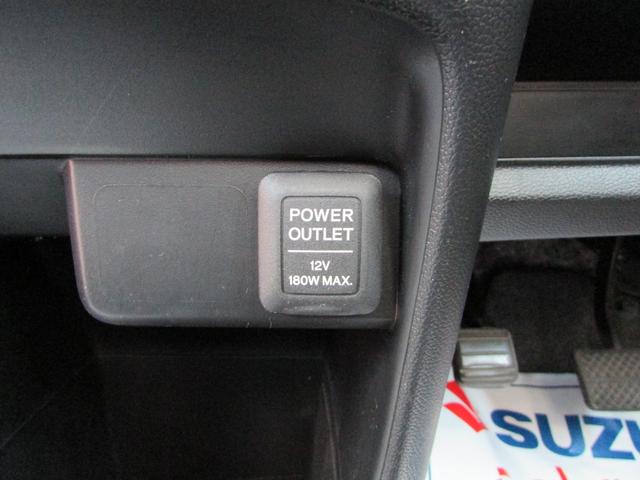 POWER
OUTLET
12V
180W MAX.
SUZU